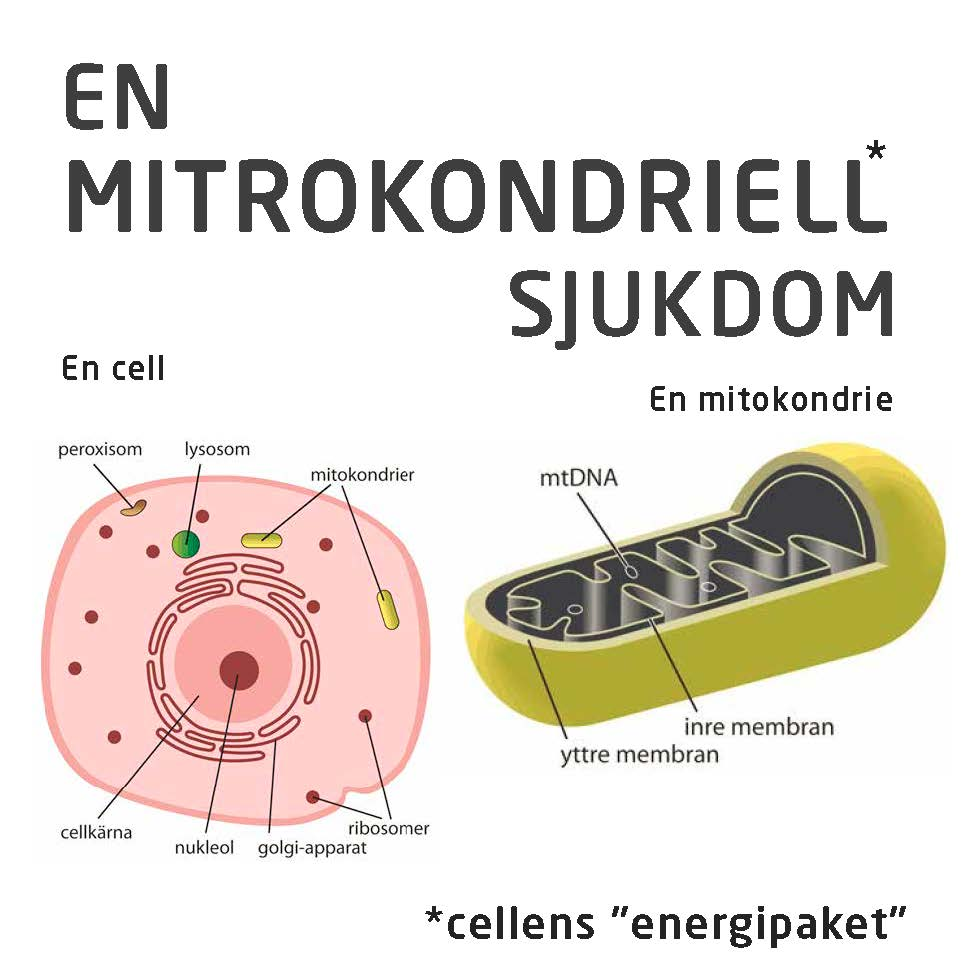 EN
MITROKONDRIELL*
SJUKDOM
En cell
En mitokondrie
peroxisom
lysosom
mitokondrier
cellkärna
nukleol
golgi-apparat
ribosomer
mtDNA
inre membran
yttre membran
*cellens ”energipaket”